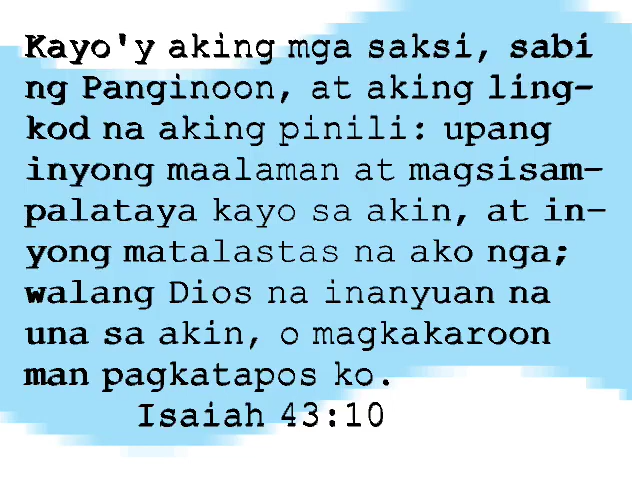 Kayo'y aking mga saksi, sabi
ng Panginoon, at aking ling-
kod na aking pinili: upang
inyong maalaman at magsisam-
palataya kayo sa akin, at in-
yong matalastas na ako nga;
walang Dios na inanyuan na
una sa akin, o magkakaroon
man pagkatapos ko.
Isaiah 43:10